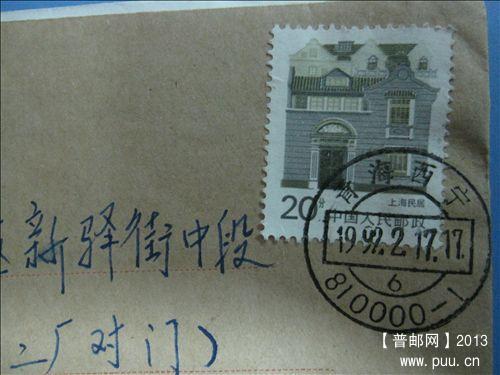 20分
上海民居
中国人民邮政
青海西宁
1992.2.17.17
6
810000-1
新驿街中段
二厂对门）
【普邮网】2013
www.puu.cn